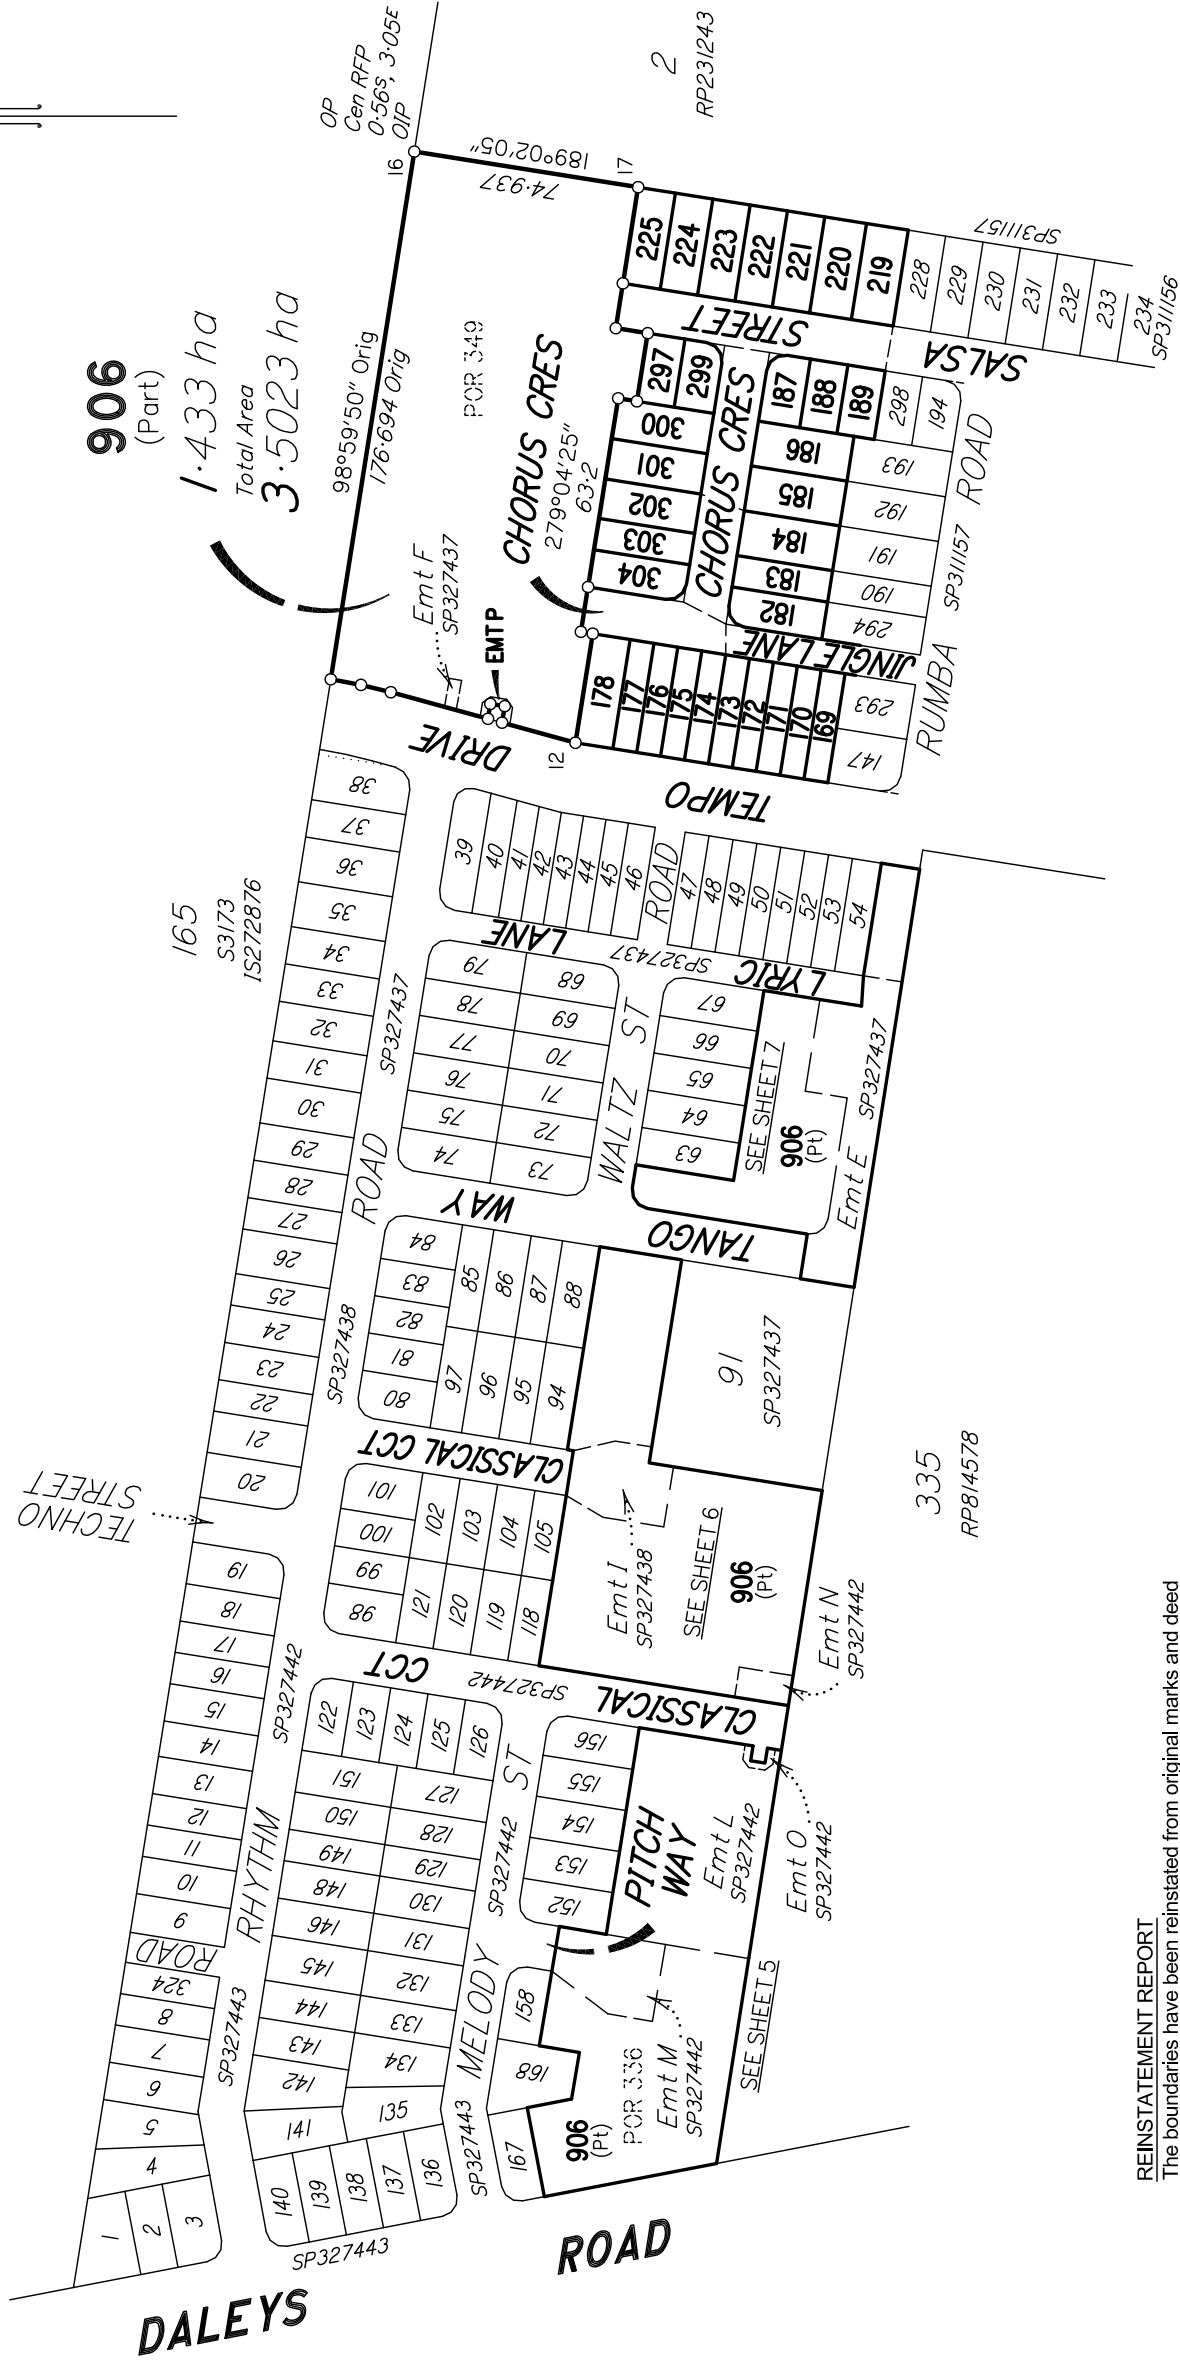 906
(Part)
1·433 ha
Total Area
3·5023 ha
OP
Cen RFP
0·56s, 3·05E
OIP
2
RP231243
16
189°02'05"
74·937
17
98°59'50" Orig
176·694 Orig
POR 349
CHORUS CRES
279°04'25"
63·2
Emt F
SP327437
EMT P
12
225
224
223
222
221
220
219
228
229
230
231
232
233
234
SP311156
SP311157
STREET
SALSA
297
299
300
301
302
303
304
CHORUS CRES
187
188
189
298
194
186
185
184
183
182
193
192
191
190
294
SP311157
ROAD
RUMBA
JINGLE LANE
178
177
176
175
174
173
172
171
170
169
293
147
DRIVE
TEMPO
165
S3173
IS272876
38
37
36
35
34
33
32
31
30
29
28
27
26
25
24
23
22
21
20
SP327437
ROAD
SP327438
39
40
41
42
43
44
45
46
ROAD
47
48
49
50
51
52
53
54
LANE
SP327437
LYRIC
79
78
77
76
75
74
68
69
70
71
72
73
WALTZ ST
67
66
65
64
63
SEE SHEET 7
906
(Pt)
Emt E
SP327437
WAY
TANGO
84
83
82
81
80
85
86
87
88
97
96
95
94
91
SP327437
335
RP814578
CLASSICAL CCT
101
100
99
98
102
103
104
105
121
120
119
118
Emt I
SP327438
SEE SHEET 6
906
(Pt)
Emt N
SP327442
TECHNO
STREET
19
18
17
16
15
14
13
12
11
10
9
SP327442
RHYTHM
ROAD
324
8
7
6
5
4
1
2
3
SP327443
CCT
SP327442
CLASSICAL
122
123
124
125
126
151
150
149
148
146
145
144
143
142
141
127
128
129
130
131
132
133
134
135
140
139
138
137
136
SP327443
SP327442
ST
MELODY
SP327443
156
155
154
153
152
PITCH
WAY
Emt L
SP327442
Emt O
SP327442
158
168
167
906
(Pt)
POR 336
Emt M
SP327442
SEE SHEET 5
DALEYS
ROAD
REINSTATEMENT REPORT
The boundaries have been reinstated from original marks and deed